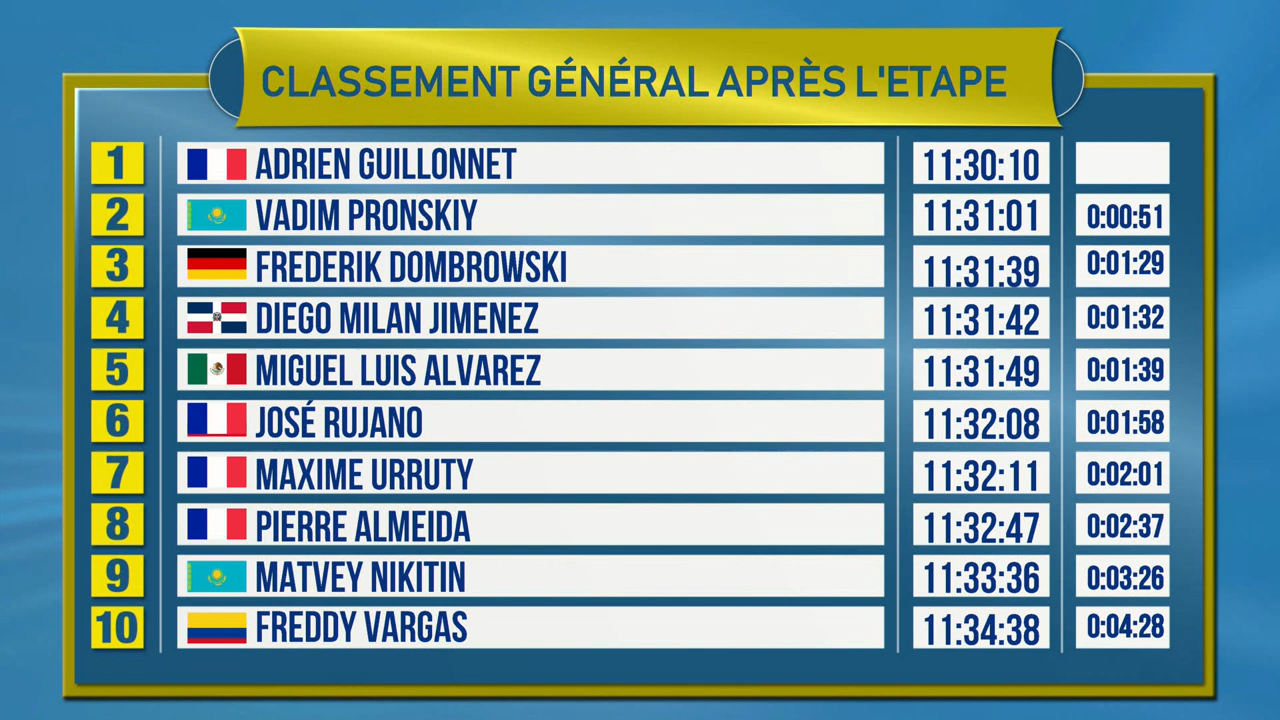 CLASSEMENT GÉNÉRAL APRÈS L'ETAPE
1 ADRIEN GUILLONNET 11:30:10
2 VADIM PRONSKIY 11:31:01 0:00:51
3 FREDERIK DOMBROWSKI 11:31:39 0:01:29
4 DIEGO MILAN JIMENEZ 11:31:42 0:01:32
5 MIGUEL LUIS ALVAREZ 11:31:49 0:01:39
6 JOSÉ RUJANO 11:32:08 0:01:58
7 MAXIME URRUTY 11:32:11 0:02:01
8 PIERRE ALMEIDA 11:32:47 0:02:37
9 MATVEY NIKITIN 11:33:36 0:03:26
10 FREDDY VARGAS 11:34:38 0:04:28